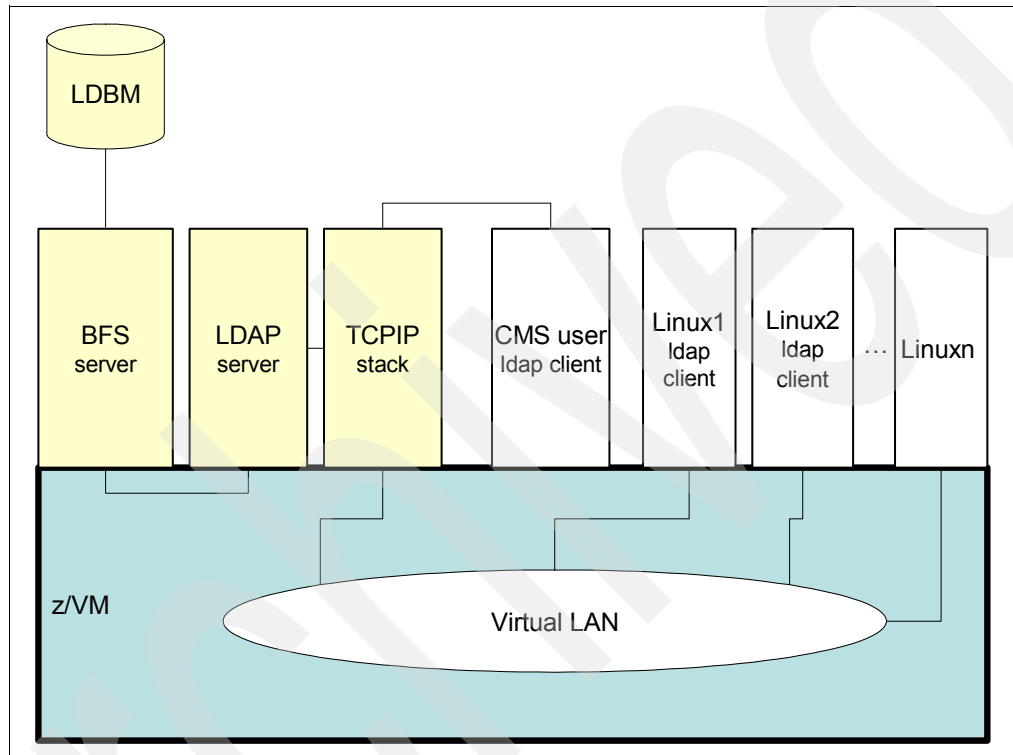 LDBM
BFS
server
LDAP
server
TCPIP
stack
CMS user
ldap client
Linux1
ldap
client
Linux2
ldap
client
...
Linuxn
z/VM
Virtual LAN